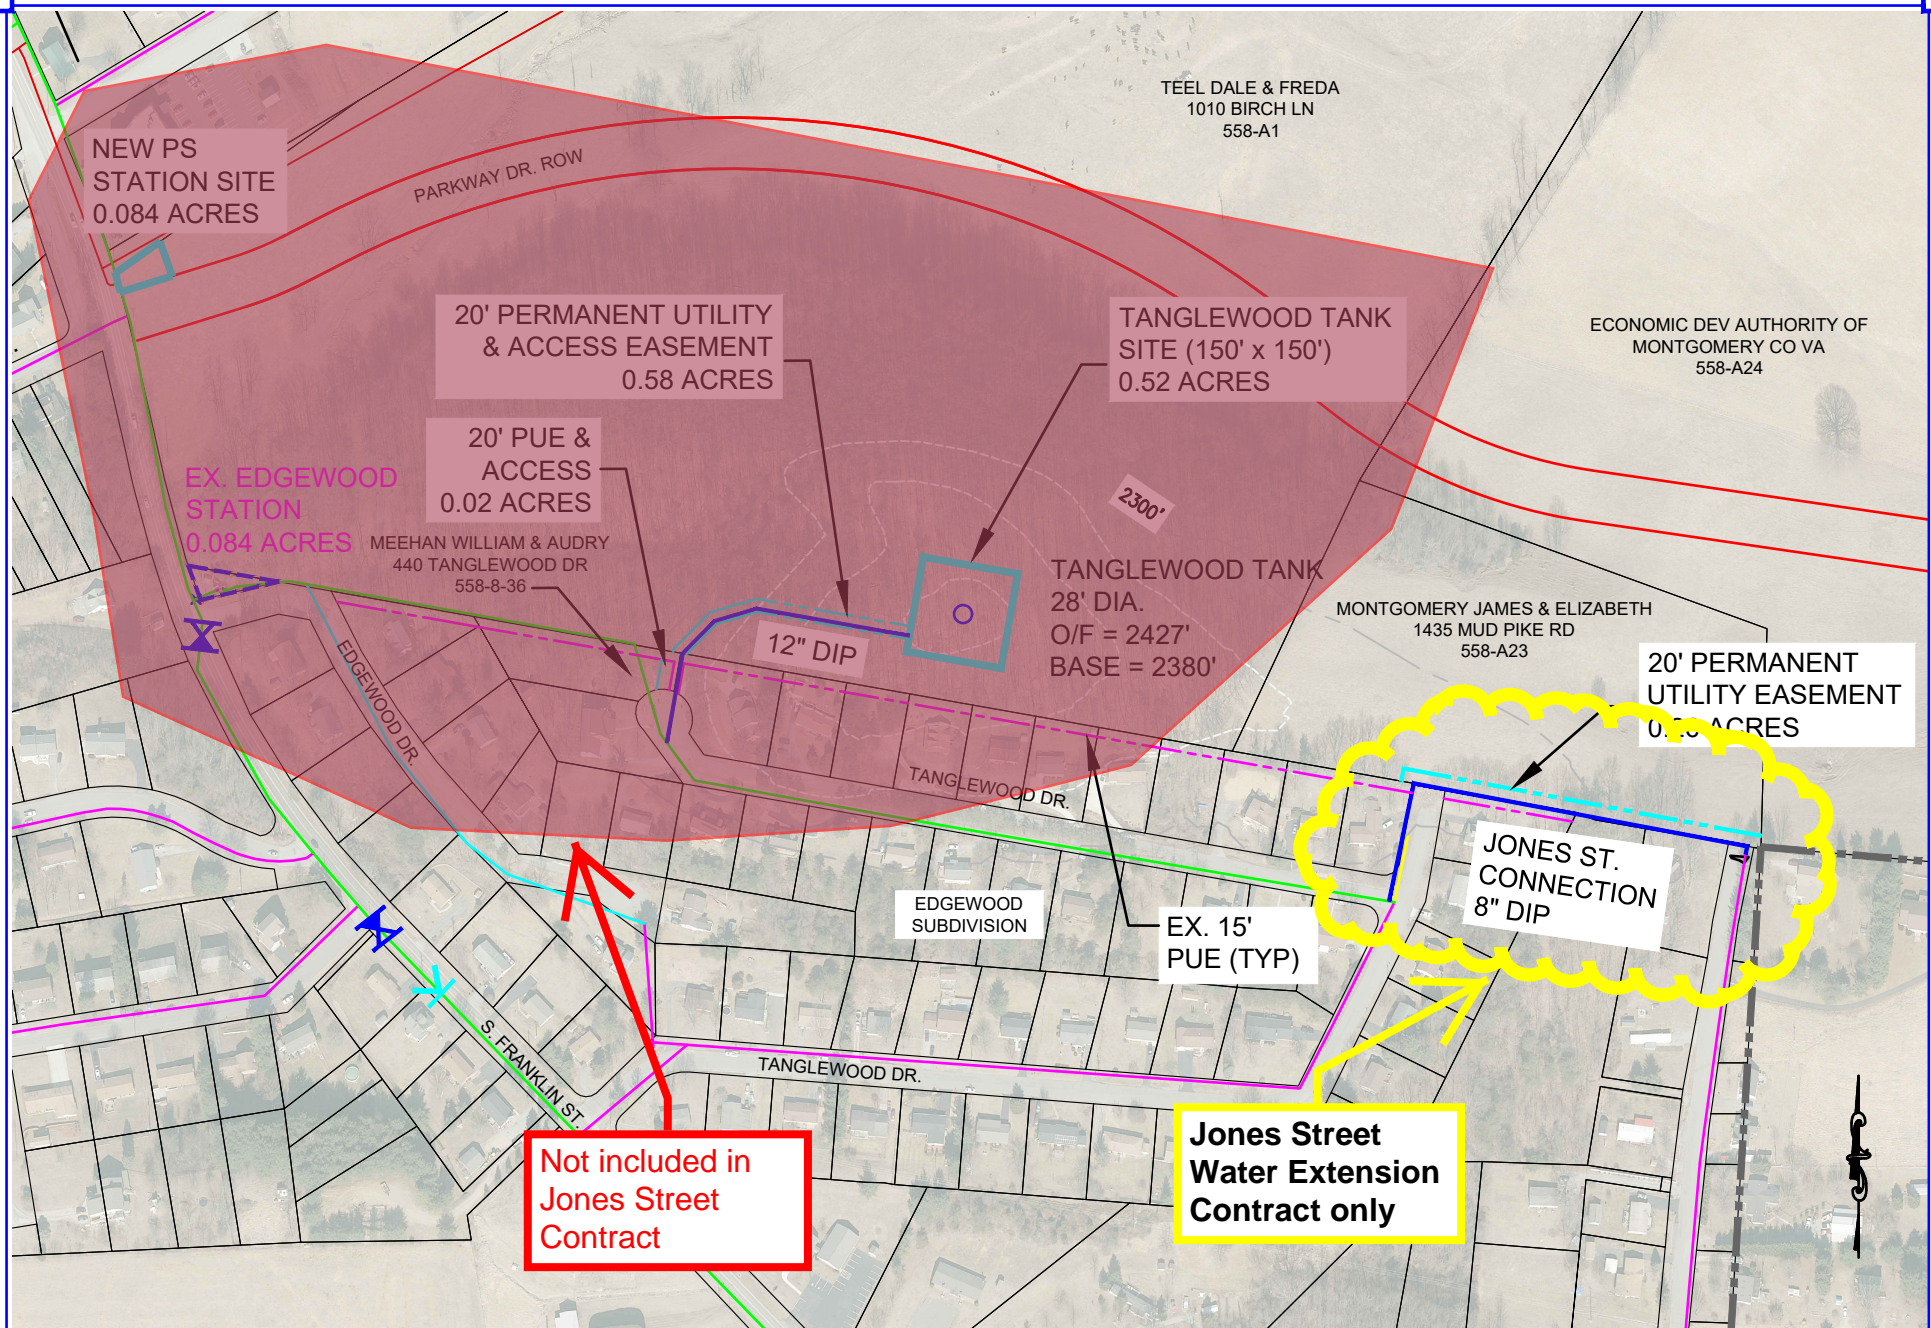 TEEL DALE & FREDA
1010 BIRCH LN
558-A1
NEW PS
STATION SITE
0.084 ACRES
PARKWAY DR. ROW
20' PERMANENT UTILITY
& ACCESS EASEMENT
0.58 ACRES
TANGLEWOOD TANK
SITE (150' x 150')
0.52 ACRES
ECONOMIC DEV AUTHORITY OF
MONTGOMERY CO VA
558-A24
20' PUE &
ACCESS
0.02 ACRES
EX. EDGEWOOD
STATION
0.084 ACRES
MEEHAN WILLIAM & AUDRY
440 TANGLEWOOD DR
558-8-36
2300'
TANGLEWOOD TANK
28' DIA.
O/F = 2427'
BASE = 2380'
12" DIP
MONTGOMERY JAMES & ELIZABETH
1435 MUD PIKE RD
558-A23
20' PERMANENT
UTILITY EASEMENT
ACRES
EDGEWOOD DR.
TANGLEWOOD DR.
JONES ST.
CONNECTION
8" DIP
EDGEWOOD
SUBDIVISION
EX. 15'
PUE (TYP)
S. FRANKLIN ST.
TANGLEWOOD DR.
Not included in
Jones Street
Contract
Jones Street
Water Extension
Contract only